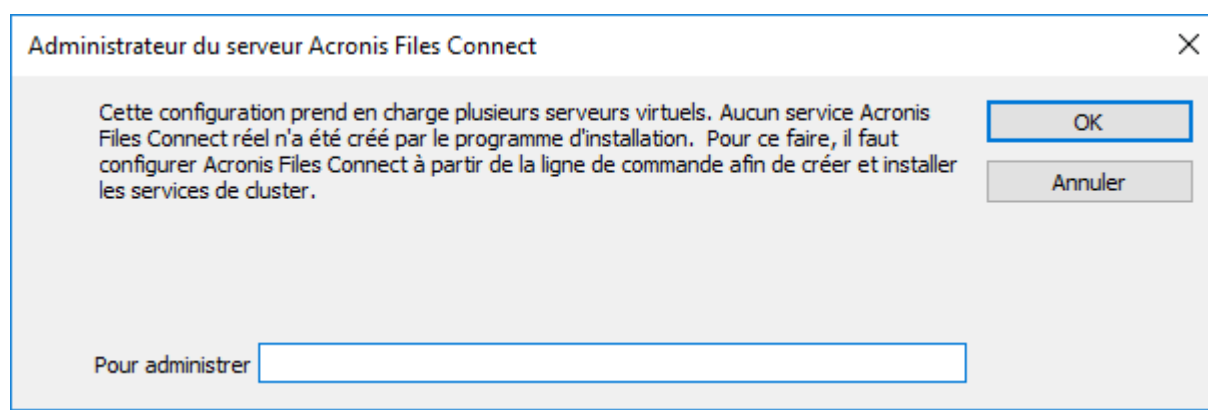 Administrateur du serveur Acronis Files Connect
Cette configuration prend en charge plusieurs serveurs virtuels. Aucun service Acronis
Files Connect réel n'a été créé par le programme d'installation.  Pour ce faire, il faut
configurer Acronis Files Connect à partir de la ligne de commande afin de créer et installer
les services de cluster.
OK
Annuler
Pour administrer